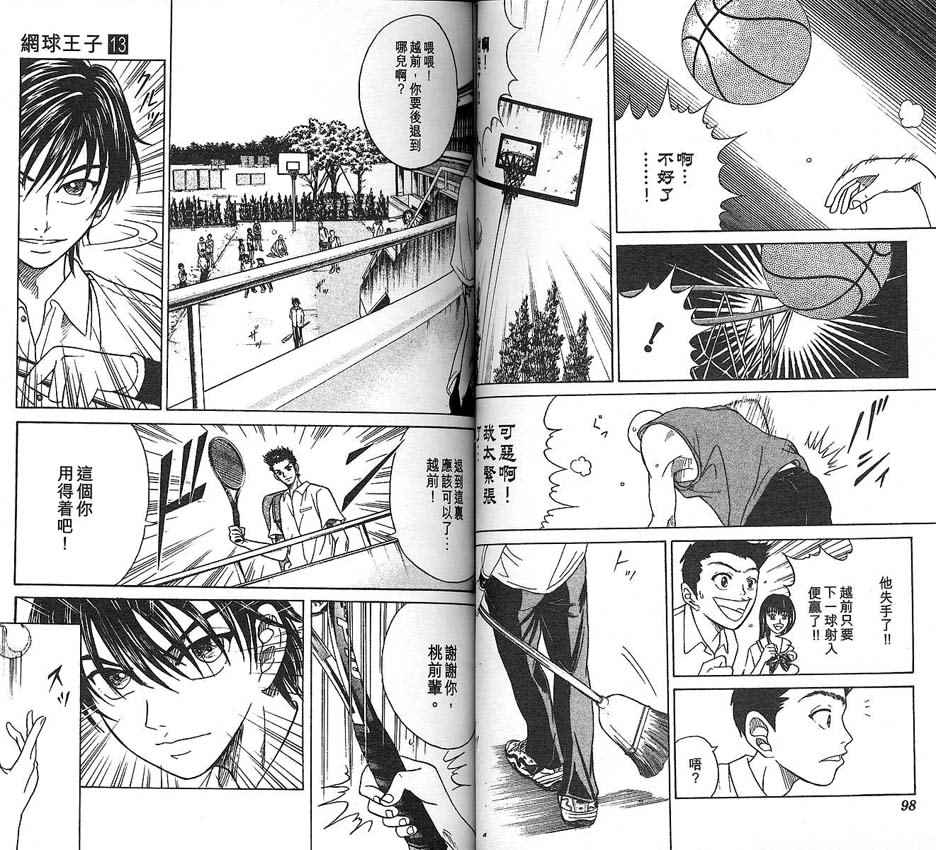 啊…
不好了
……!
!
可惡啊!
我太緊張
他失手了!!
越前只要
下一球射入
便贏了!!
唔?
98
網球王子 13
喂喂!
越前,你要後退到
哪兒啊?
退到這裏
應該可以了…
越前!
這個你
用得着吧!
謝謝你,
桃前輩。